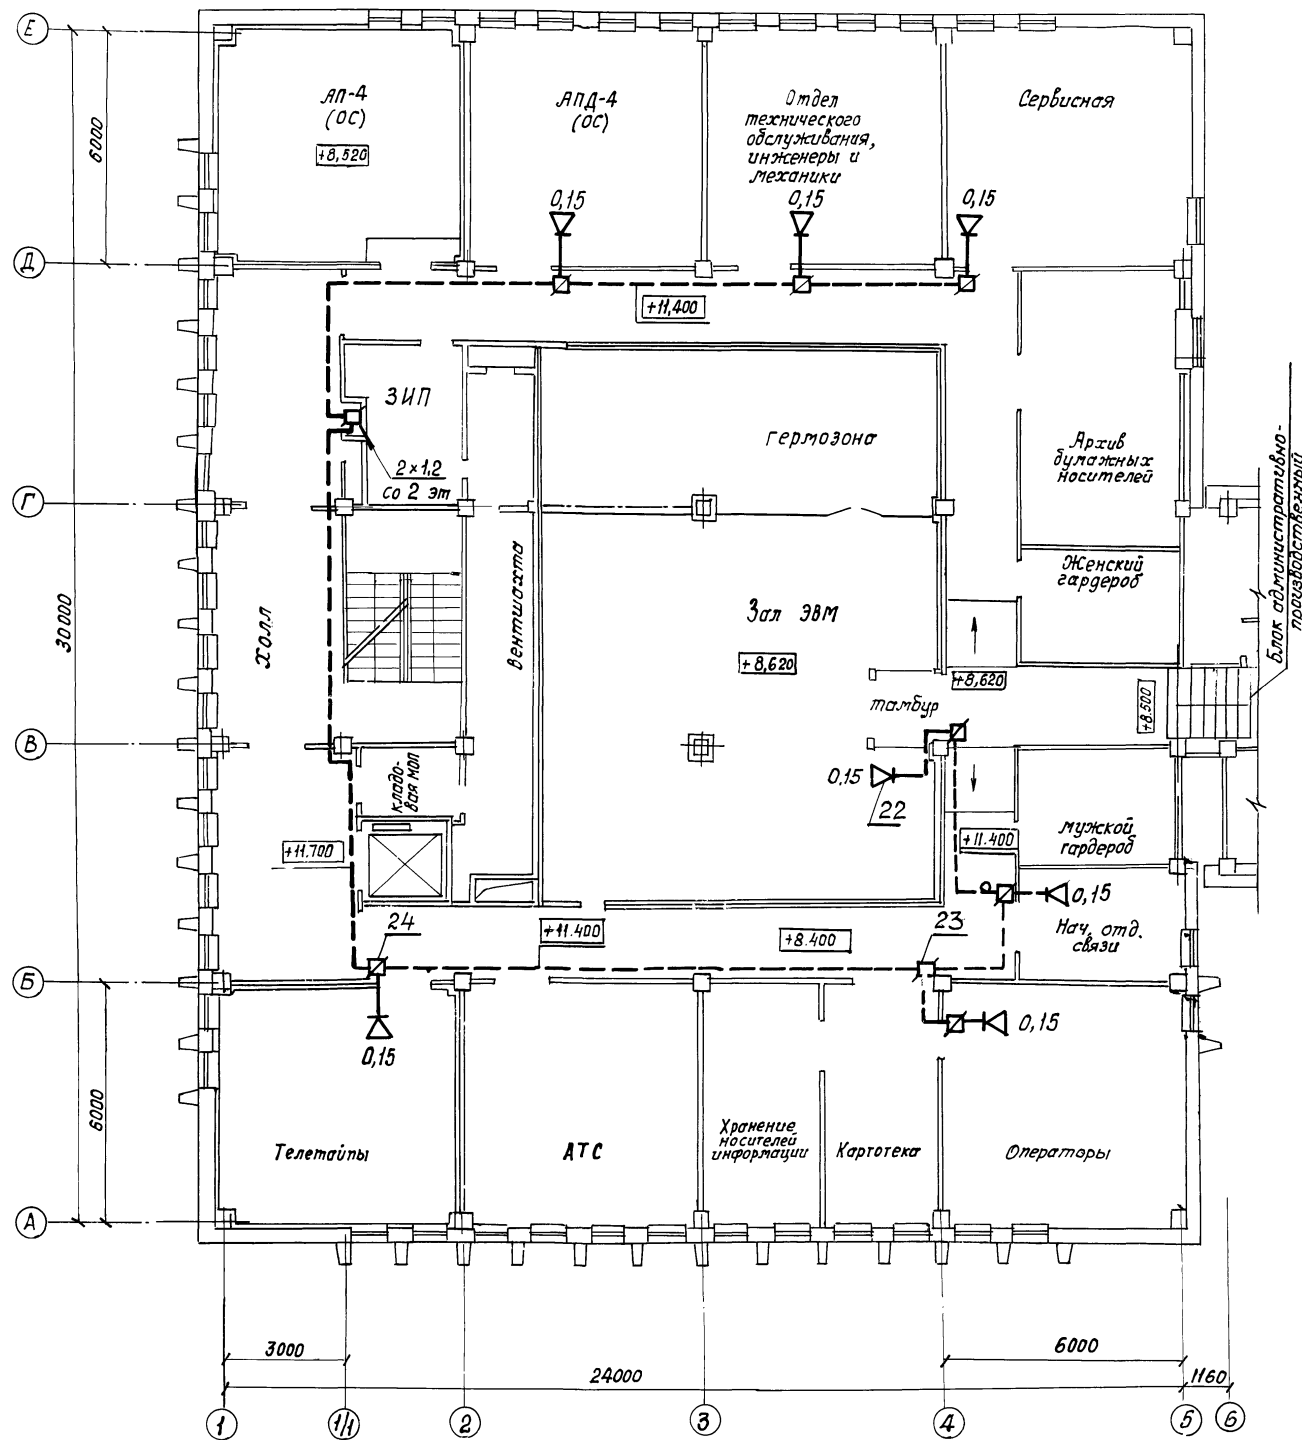 Е
АП-4
(ОС)
+8,520
АПД-4
(ОС)
Отдел
технического
обслуживания,
инженеры и
механики
Сервисная
6000
0,15
0,15
0,15
Д
+11,400
ЗИП
2×1,2
со 2 эт
гермозона
Архив
бумажных
носителей
Блок административно-
производственный
Г
30 000
холл
вентшахта
Зал ЭВМ
+8,620
Женский
гардероб
+8,620
тамбур
+8.500
В
кладо-
вая МОП
0,15
22
+11.700
+11.400
мужской
гардероб
0,15
24
+11.400
+8.400
23
Нач. отд.
связи
Б
0,15
0,15
6000
Телетайпы
АТС
Хранение
носителей
информации
Картотека
Операторы
А
3000
6000
24000
1160
1
1/1
2
3
4
5
6